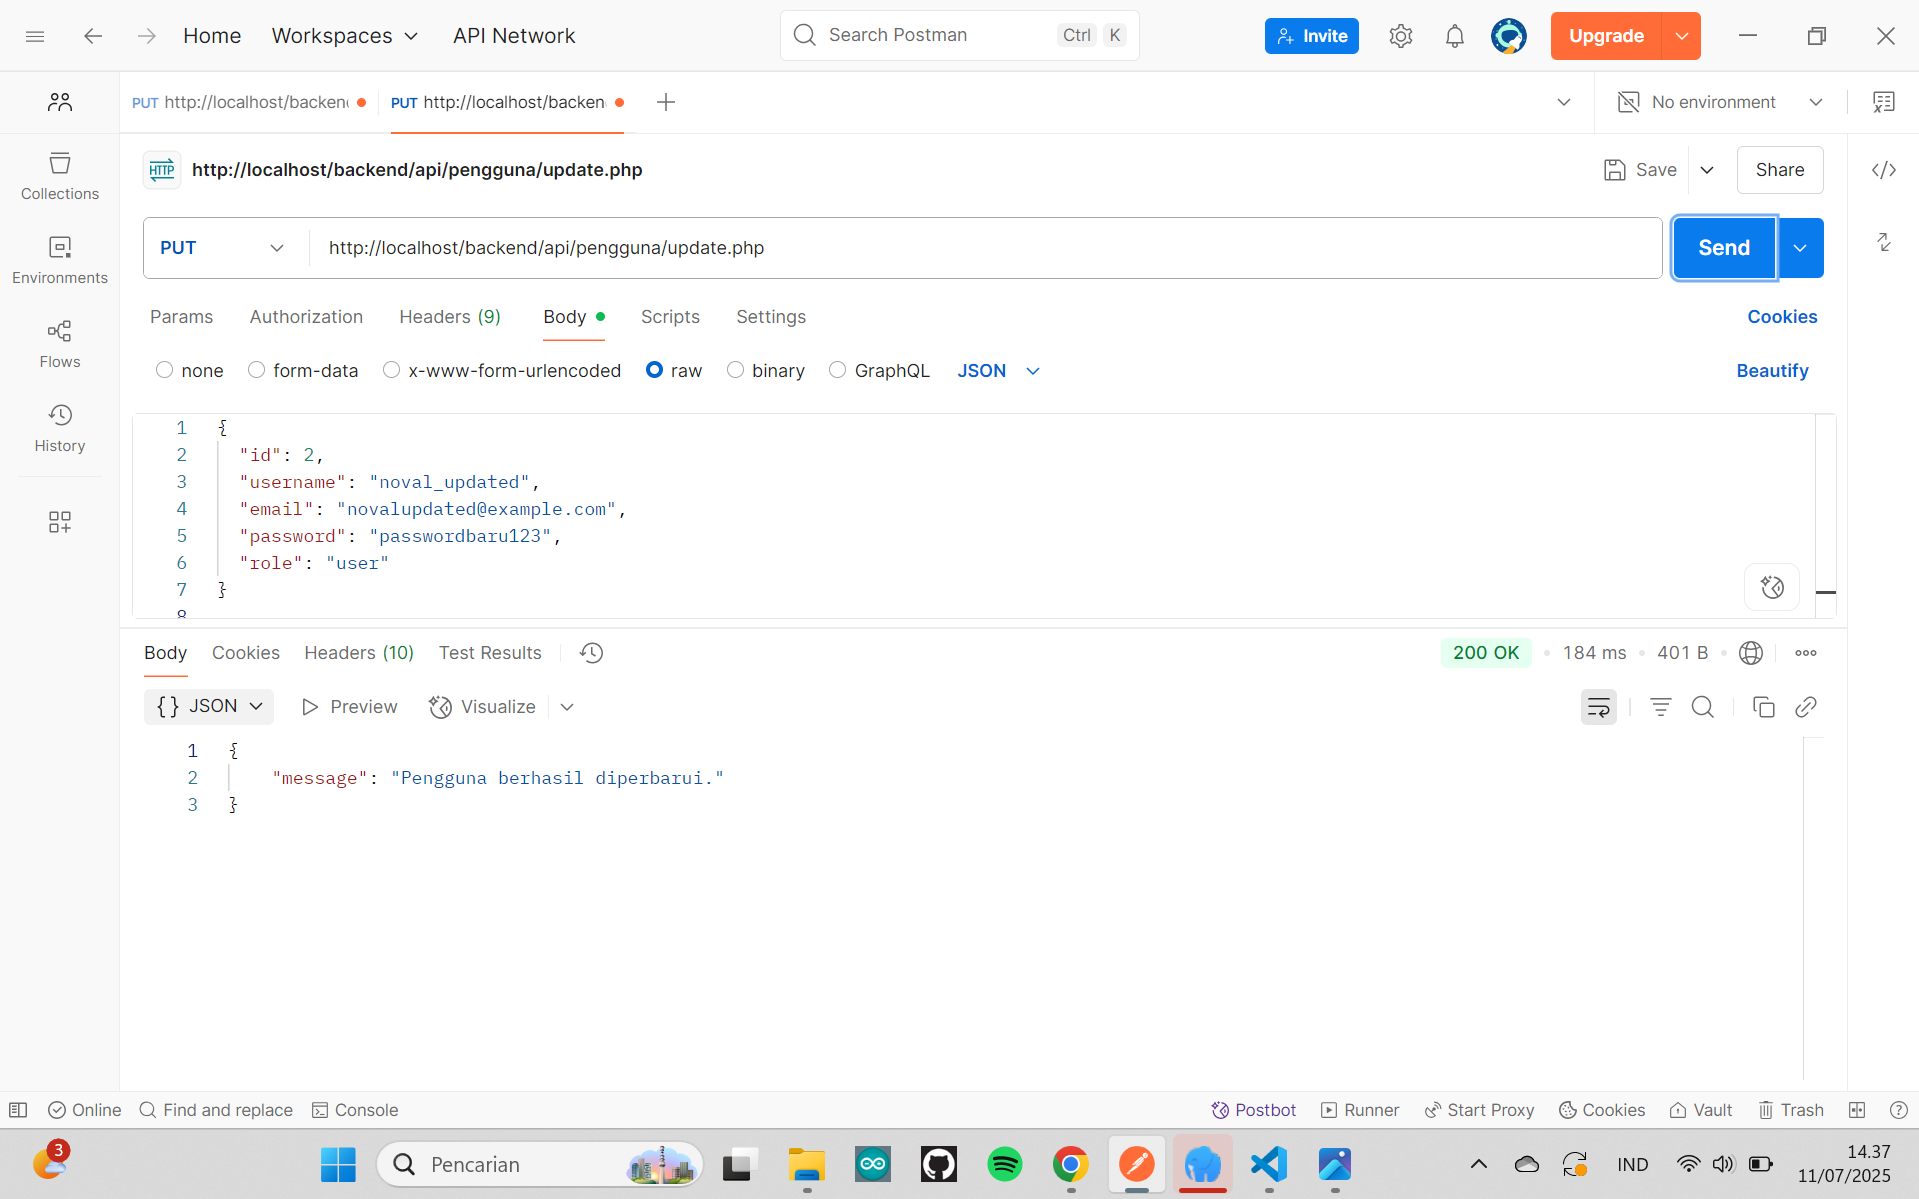 Home Workspaces API Network Search Postman Ctrl K Invite Upgrade
PUT http://localhost/backen PUT http://localhost/backen No environment
HTTP http://localhost/backend/api/pengguna/update.php Save Share
Collections
PUT http://localhost/backend/api/pengguna/update.php Send
Environments
Params Authorization Headers (9) Body Scripts Settings Cookies
Flows
none form-data x-www-form-urlencoded raw binary GraphQL JSON Beautify
History
1 {
2 "id": 2,
3 "username": "noval_updated",
4 "email": "novalupdated@example.com",
5 "password": "passwordbaru123",
6 "role": "user"
7 }
8
Body Cookies Headers (10) Test Results 200 OK • 184 ms • 401 B
{} JSON Preview Visualize
1 {
2 "message": "Pengguna berhasil diperbarui."
3 }
Online Find and replace Console Postbot Runner Start Proxy Cookies Vault Trash
3 Pencarian IND 14.37
11/07/2025